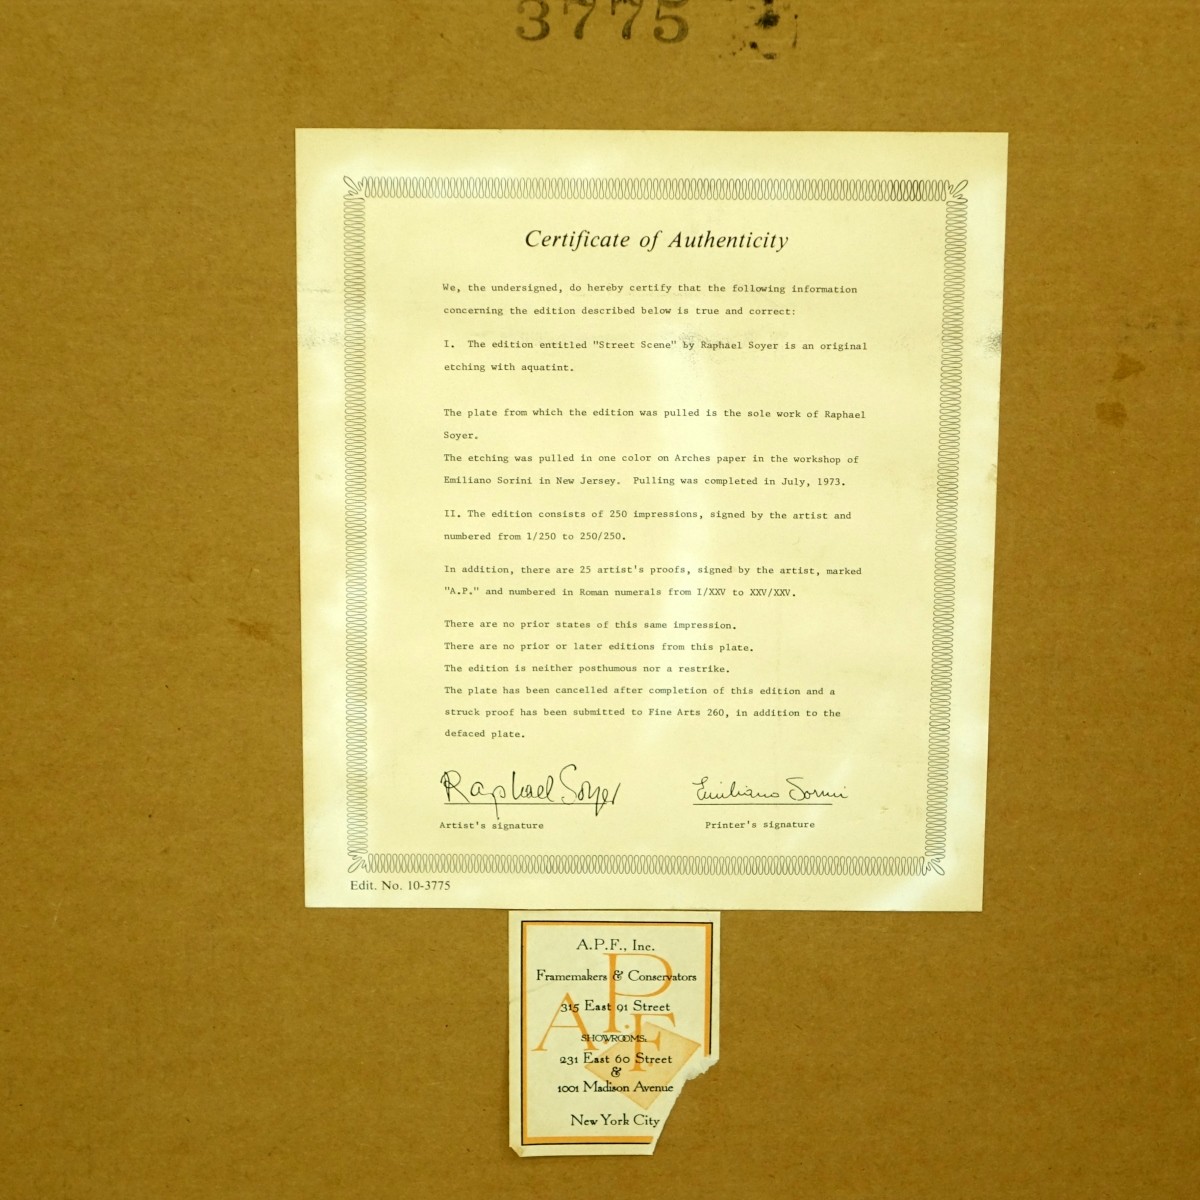 3775
Certificate of Authenticity
We, the undersigned, do hereby certify that the following information
concerning the edition described below is true and correct:
I. The edition entitled "Street Scene" by Raphael Soyer is an original
etching with aquatint.
The plate from which the edition was pulled is the sole work of Raphael
Soyer.
The etching was pulled in one color on Arches paper in the workshop of
Emiliano Sorini in New Jersey. Pulling was completed in July, 1973.
II. The edition consists of 250 impressions, signed by the artist and
numbered from 1/250 to 250/250.
In addition, there are 25 artist's proofs, signed by the artist, marked
"A.P." and numbered in Roman numerals from I/XXV to XXV/XXV.
There are no prior states of this same impression.
There are no prior or later editions from this plate.
The edition is neither posthumous nor a restrike.
The plate has been cancelled after completion of this edition and a
struck proof has been submitted to Fine Arts 260, in addition to the
defaced plate.
Raphael Soyer Emiliano Sorini
Artist's signature Printer's signature
Edit. No. 10-3775
A.P.F., Inc.
Framemakers & Conservators
315 East 91 Street
SHOWROOMS:
231 East 60 Street
&
1001 Madison Avenue
New York City
APF